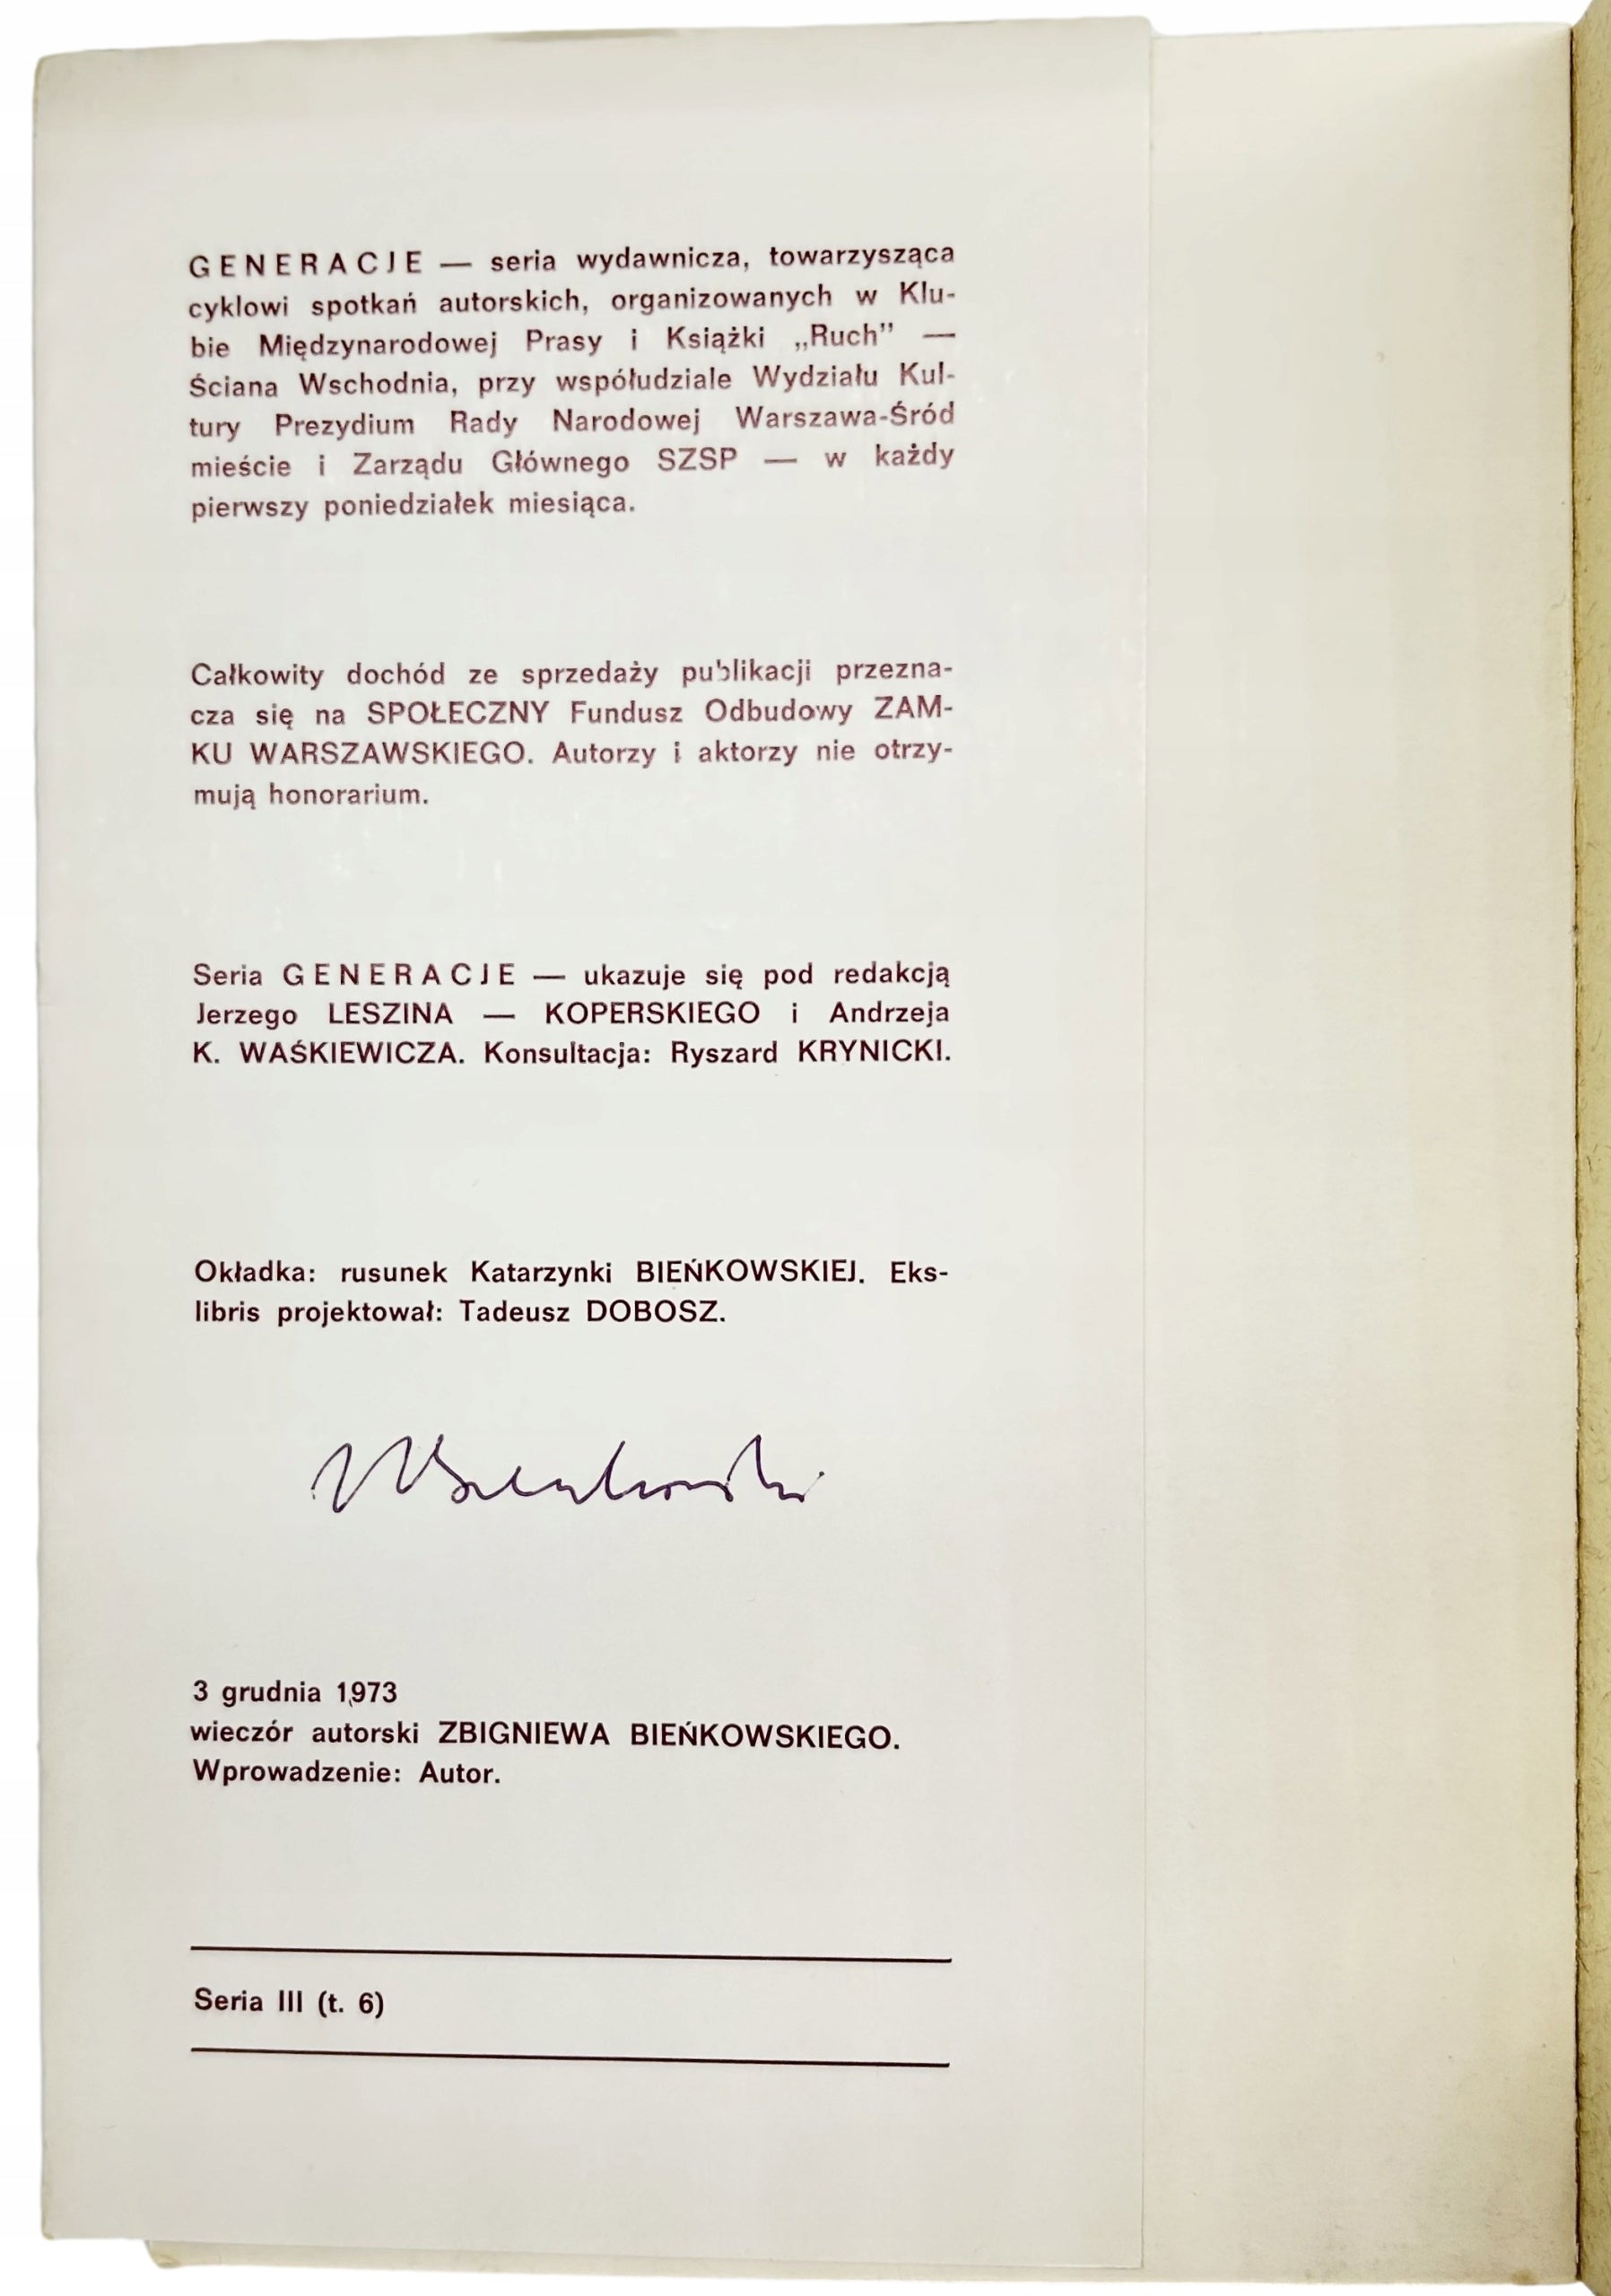 GENERACJE — seria wydawnicza, towarzysząca
cyklowi spotkań autorskich, organizowanych w Klu-
bie Międzynarodowej Prasy i Książki „Ruch” —
Ściana Wschodnia, przy współudziale Wydziału Kul-
tury Prezydium Rady Narodowej Warszawa-Śród
mieście i Zarządu Głównego SZSP — w każdy
pierwszy poniedziałek miesiąca.
Całkowity dochód ze sprzedaży publikacji przezna-
cza się na SPOŁECZNY Fundusz Odbudowy ZAM-
KU WARSZAWSKIEGO. Autorzy i aktorzy nie otrzy-
mują honorarium.
Seria GENERACJE — ukazuje się pod redakcją
Jerzego LESZINA — KOPERSKIEGO i Andrzeja
K. WAŚKIEWICZA. Konsultacja: Ryszard KRYNICKI.
Okładka: rusunek Katarzynki BIEŃKOWSKIEJ. Eks-
libris projektował: Tadeusz DOBOSZ.
3 grudnia 1973
wieczór autorski ZBIGNIEWA BIEŃKOWSKIEGO.
Wprowadzenie: Autor.
Seria III (t. 6)